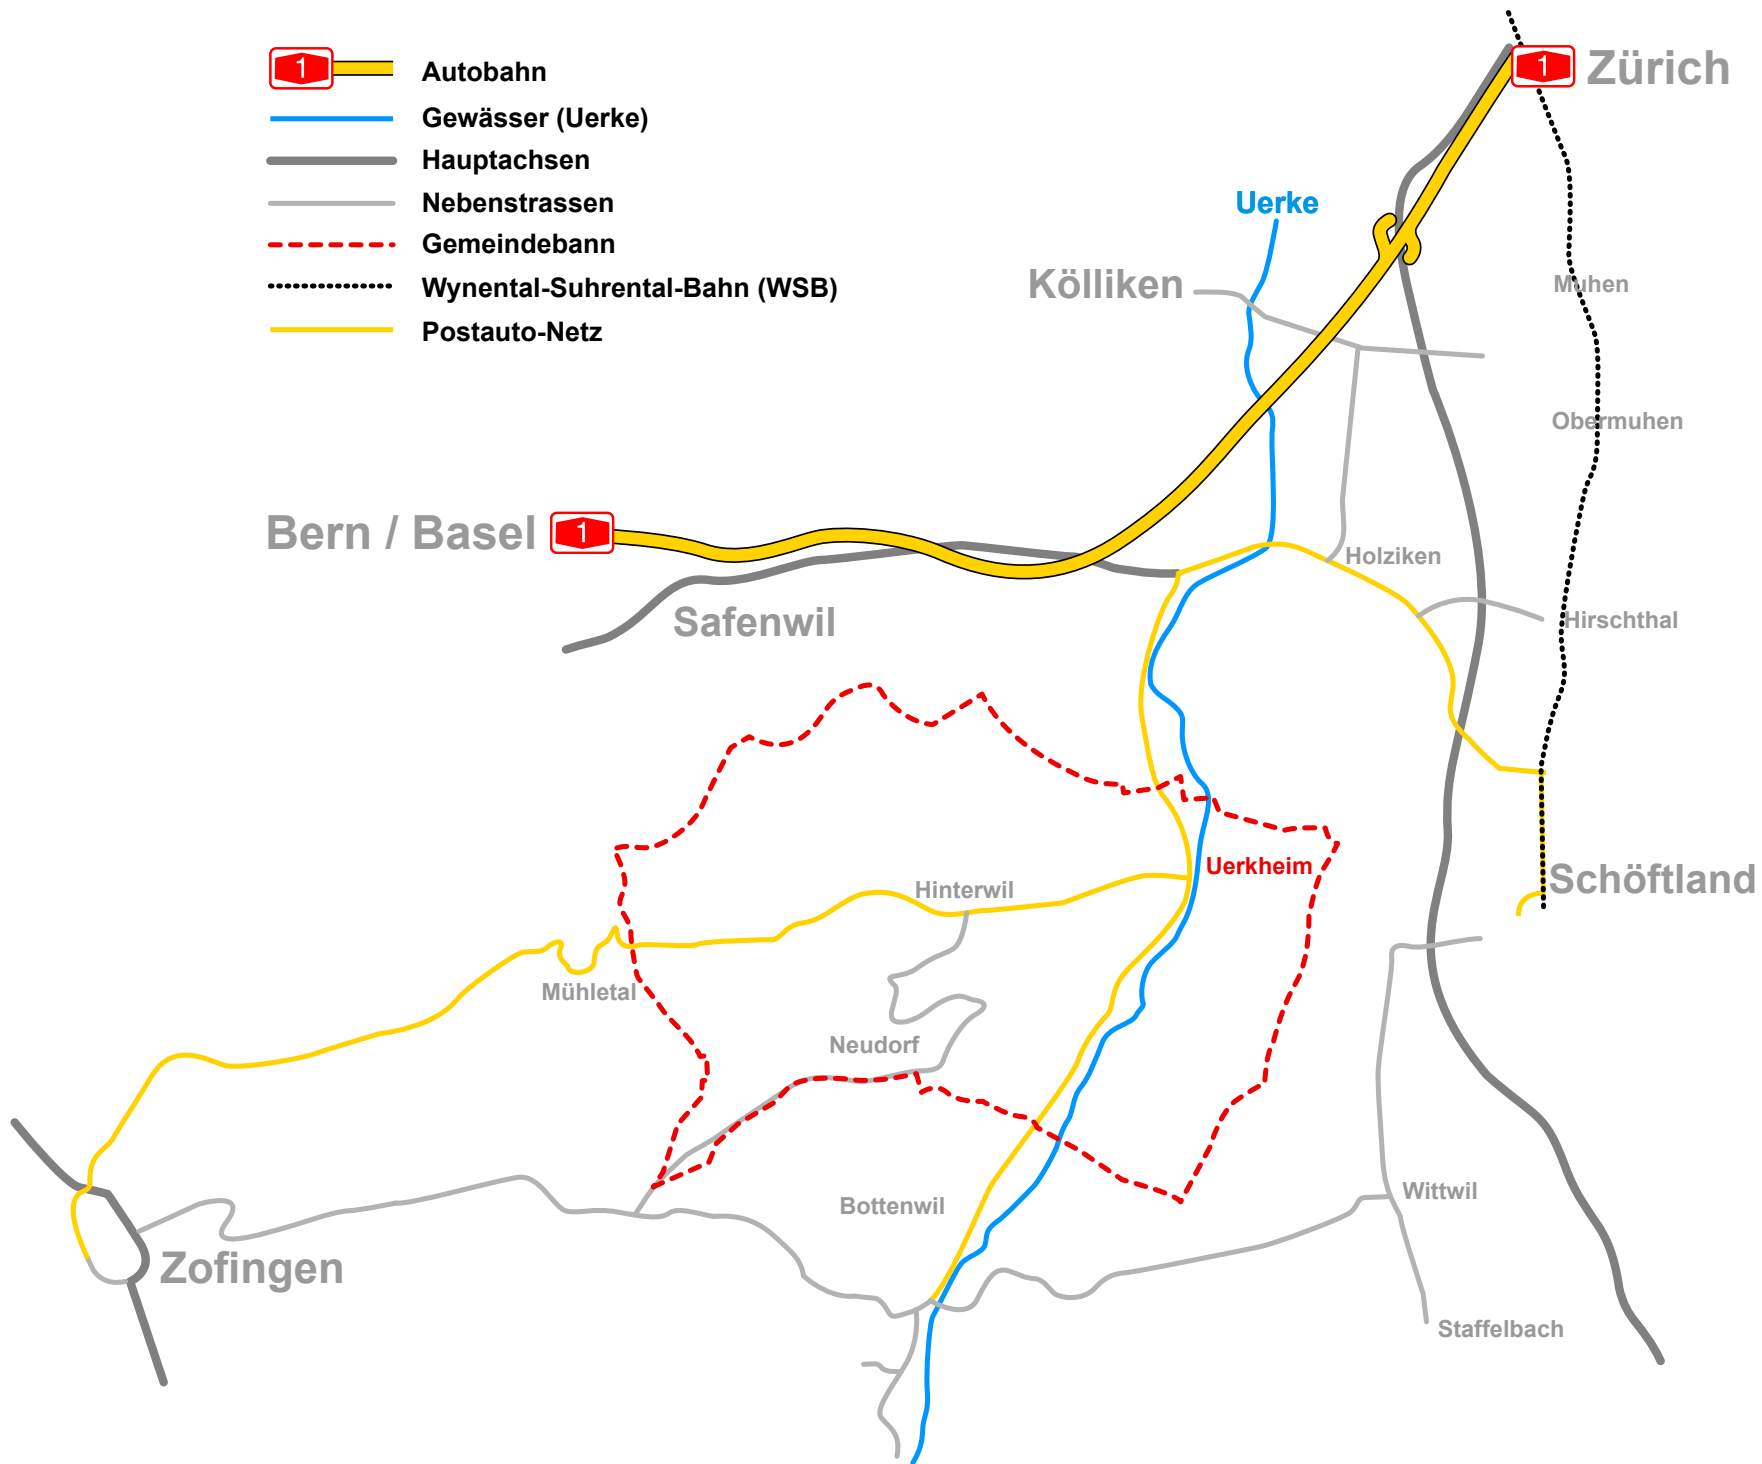 1 Autobahn
Gewässer (Uerke)
Hauptachsen
Nebenstrassen
Gemeindebann
Wynental-Suhrental-Bahn (WSB)
Postauto-Netz
1 Zürich
Uerke
Kölliken
Muhen
Obermuhen
Bern / Basel 1
Holziken
Safenwil
Hirschthal
Uerkheim
Hinterwil
Schöftland
Mühletal
Neudorf
Bottenwil
Wittwil
Zofingen
Staffelbach